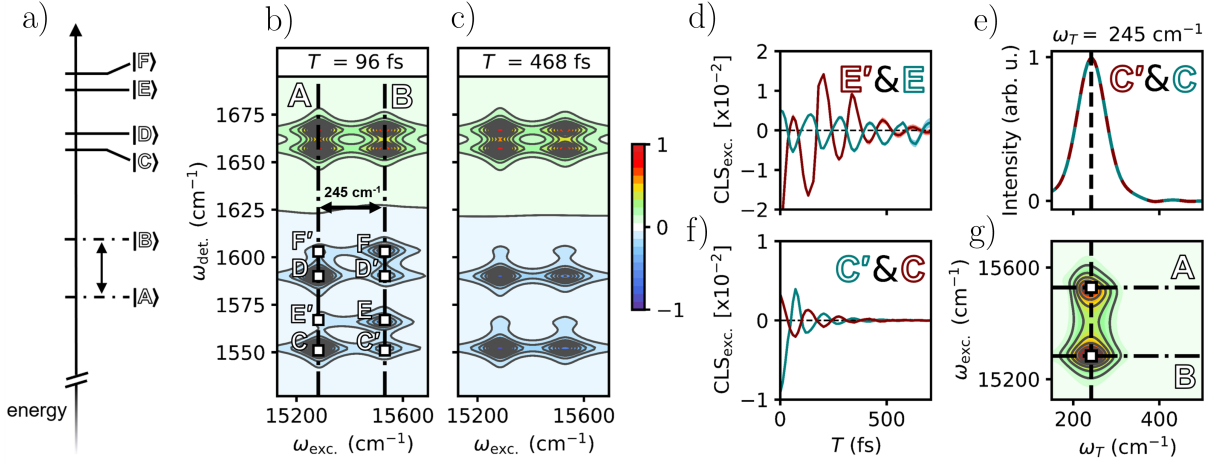 a)
|F⟩
|E⟩
|D⟩
|C⟩
|B⟩
|A⟩
energy
b)
T = 96 fs
A
B
1675
1650
1625
1600
1575
1550
ω_det. (cm⁻¹)
245 cm⁻¹
F′
F
D
D′
E′
E
C
C′
15200
15600
ω_exc. (cm⁻¹)
c)
T = 468 fs
15200
15600
ω_exc. (cm⁻¹)
1
0
−1
d)
E′&E
CLS_exc. [x10⁻²]
2
1
0
−1
−2
e)
ω_T = 245 cm⁻¹
C′&C
Intensity (arb. u.)
1
0
200
400
f)
C′&C
CLS_exc. [x10⁻²]
1
0
−1
0
500
T (fs)
g)
A
B
ω_exc. (cm⁻¹)
15600
15200
200
400
ω_T (cm⁻¹)